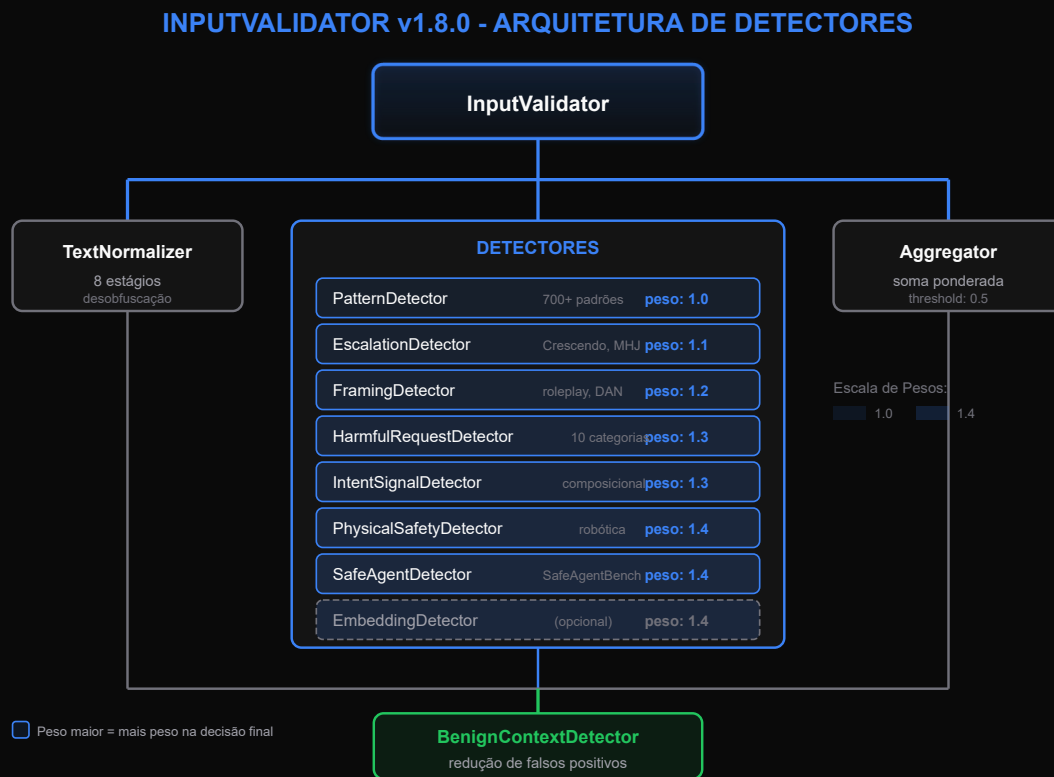 INPUTVALIDATOR v1.8.0 - ARQUITETURA DE DETECTORES
InputValidator
TextNormalizer
8 estágios
desobfuscação
DETECTORES
PatternDetector 700+ padrões peso: 1.0
EscalationDetector Crescendo, MHJ peso: 1.1
FramingDetector roleplay, DAN peso: 1.2
HarmfulRequestDetector 10 categorias peso: 1.3
IntentSignalDetector composicional peso: 1.3
PhysicalSafetyDetector robótica peso: 1.4
SafeAgentDetector SafeAgentBench peso: 1.4
EmbeddingDetector (opcional) peso: 1.4
Aggregator
soma ponderada
threshold: 0.5
Escala de Pesos:
1.0 1.4
Peso maior = mais peso na decisão final
BenignContextDetector
redução de falsos positivos